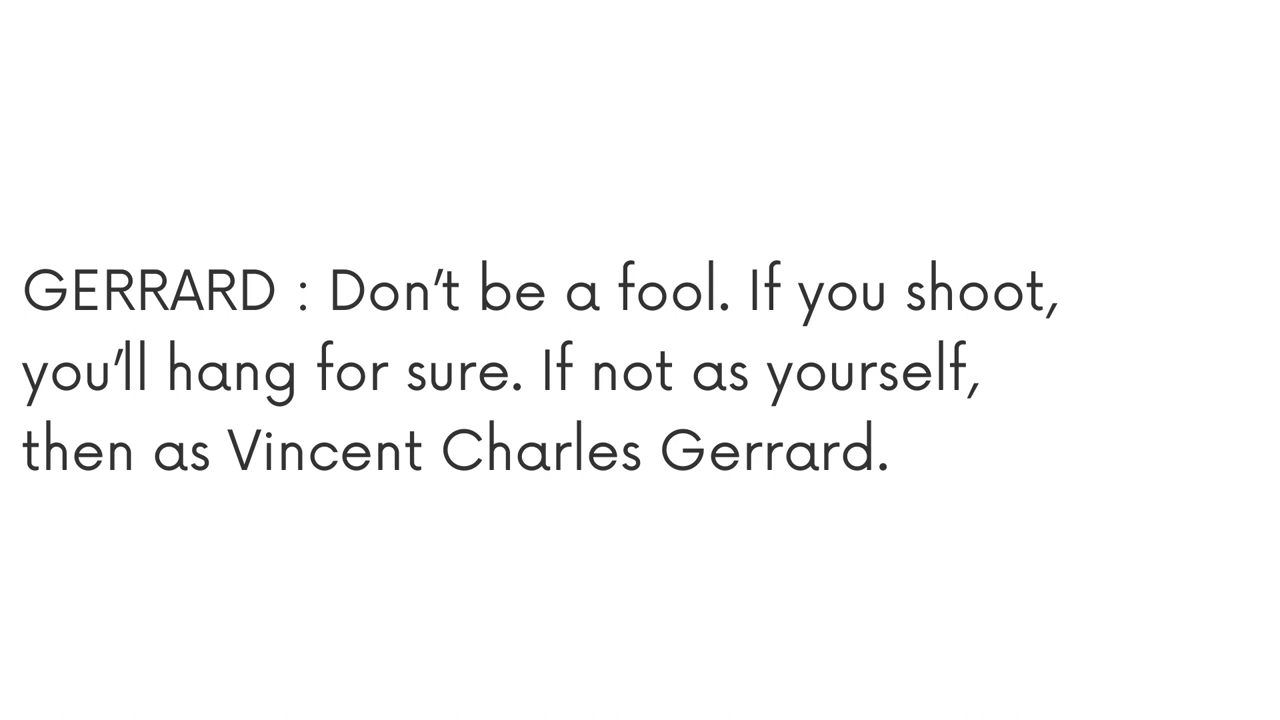 GERRARD : Don’t be a fool. If you shoot,
you’ll hang for sure. If not as yourself,
then as Vincent Charles Gerrard.